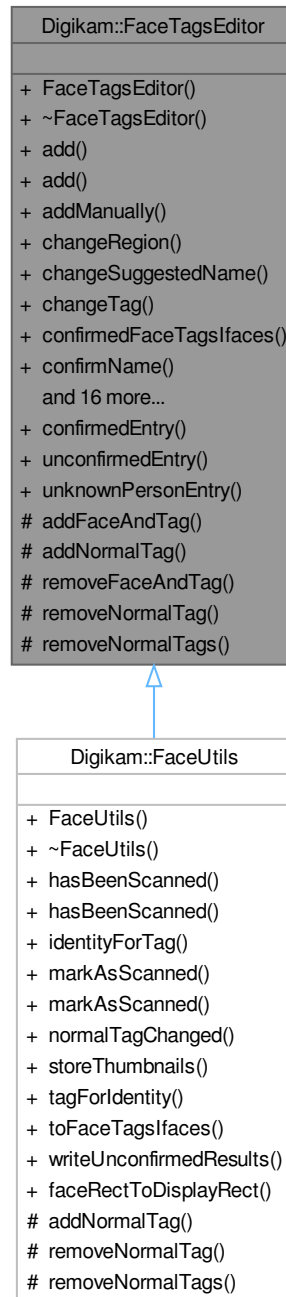 Digikam::FaceTagsEditor
+ FaceTagsEditor()
+ ~FaceTagsEditor()
+ add()
+ add()
+ addManually()
+ changeRegion()
+ changeSuggestedName()
+ changeTag()
+ confirmedFaceTagsIfaces()
+ confirmName()
and 16 more...
+ confirmedEntry()
+ unconfirmedEntry()
+ unknownPersonEntry()
# addFaceAndTag()
# addNormalTag()
# removeFaceAndTag()
# removeNormalTag()
# removeNormalTags()
Digikam::FaceUtils
+ FaceUtils()
+ ~FaceUtils()
+ hasBeenScanned()
+ hasBeenScanned()
+ identityForTag()
+ markAsScanned()
+ markAsScanned()
+ normalTagChanged()
+ storeThumbnails()
+ tagForIdentity()
+ toFaceTagsIfaces()
+ writeUnconfirmedResults()
+ faceRectToDisplayRect()
# addNormalTag()
# removeNormalTag()
# removeNormalTags()